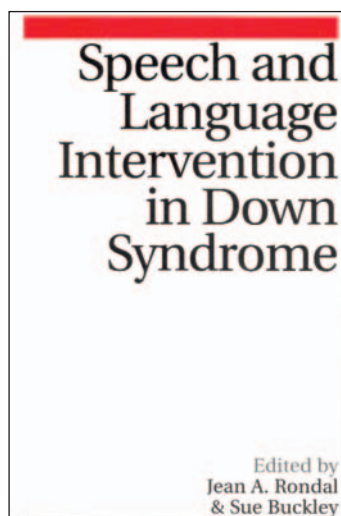 Speech and
Language
Intervention
in Down
Syndrome
Edited by
Jean A. Rondal
& Sue Buckley